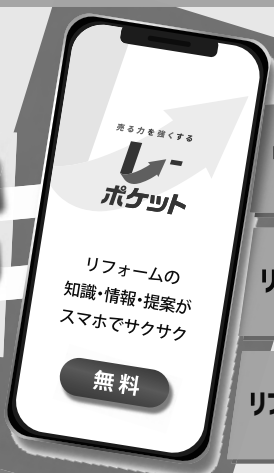 売る力を強くする
ポケット
リフォームの
知識・情報・提案が
スマホでサクサク
無料
リ
リフ